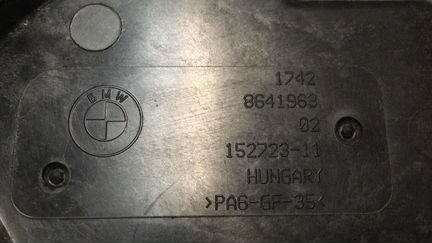 BMW
1742
8641963
02
152723-11
HUNGARY
>PA6-GF-35<